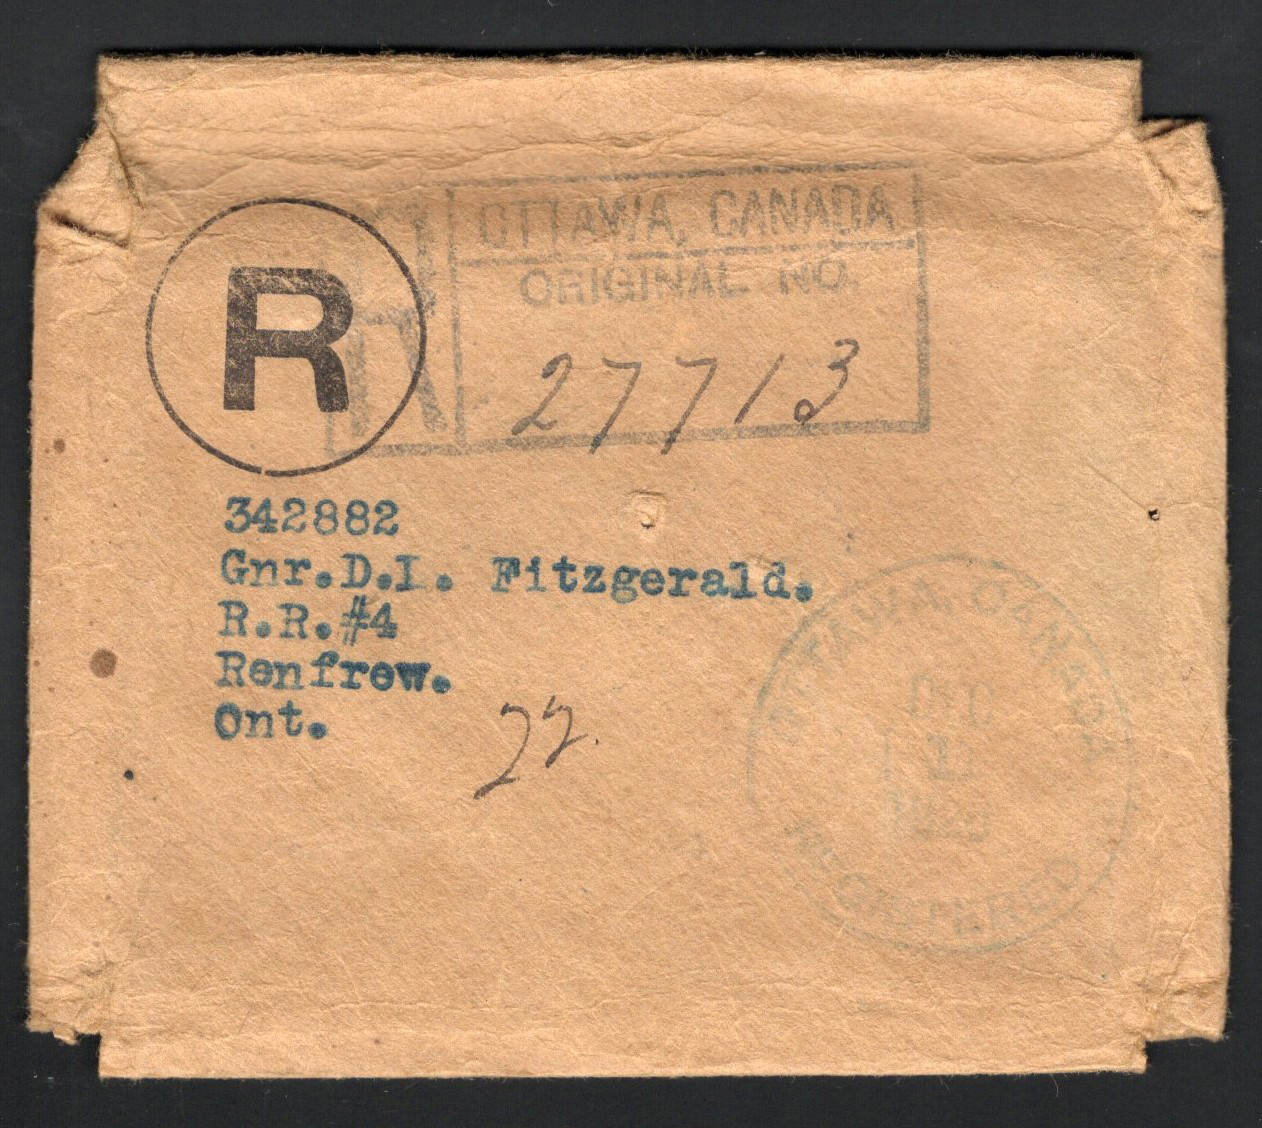 R
R
OTTAWA, CANADA
ORIGINAL NO.
27713
342882
Gnr.D.I. Fitzgerald.
R.R.#4
Renfrew.
Ont.
22.
OTTAWA CANADA
REGISTERED